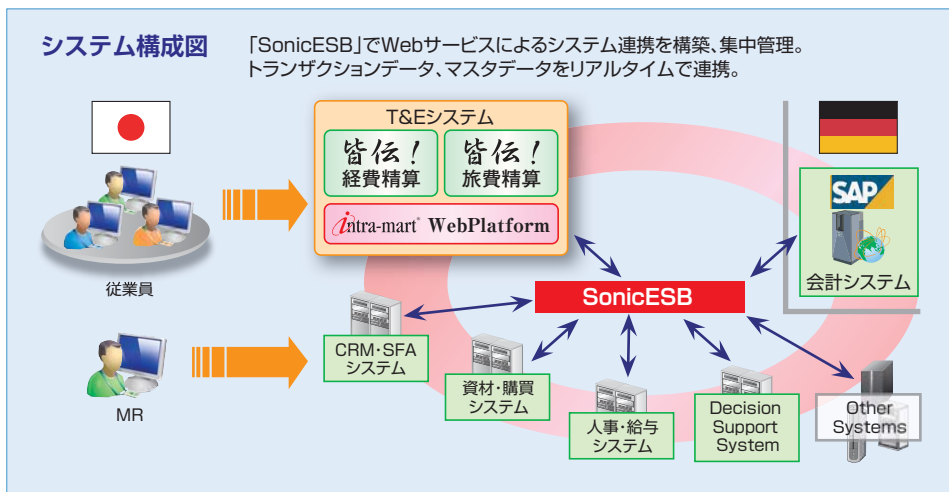 システム構成図
「SonicESB」でWebサービスによるシステム連携を構築、集中管理。
トランザクションデータ、マスタデータをリアルタイムで連携。
T&Eシステム
皆伝! 皆伝!
経費精算 旅費精算
intra-mart® WebPlatform
従業員
SAP
会計システム
SonicESB
MR
CRM・SFA
システム
資材・購買
システム
人事・給与
システム
Decision
Support
System
Other
Systems